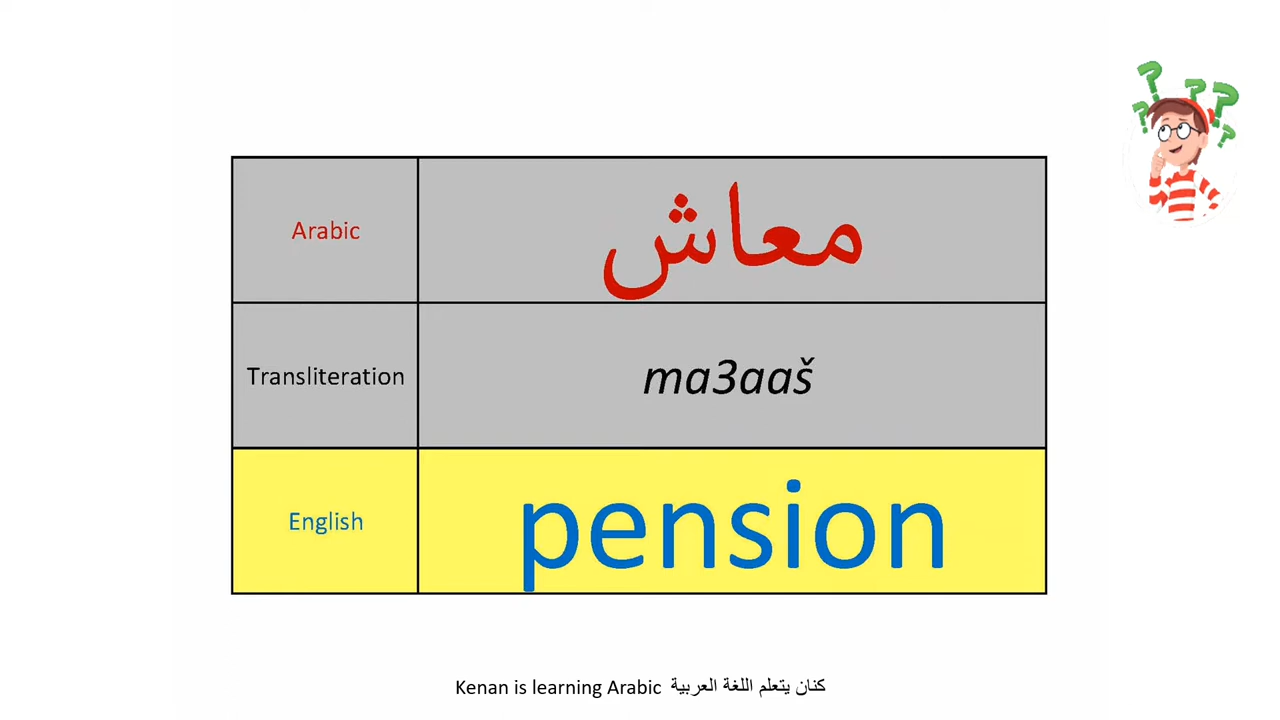 Arabic
معاش
Transliteration
ma3aaš
English
pension
Kenan is learning Arabic كنان يتعلم اللغة العربية